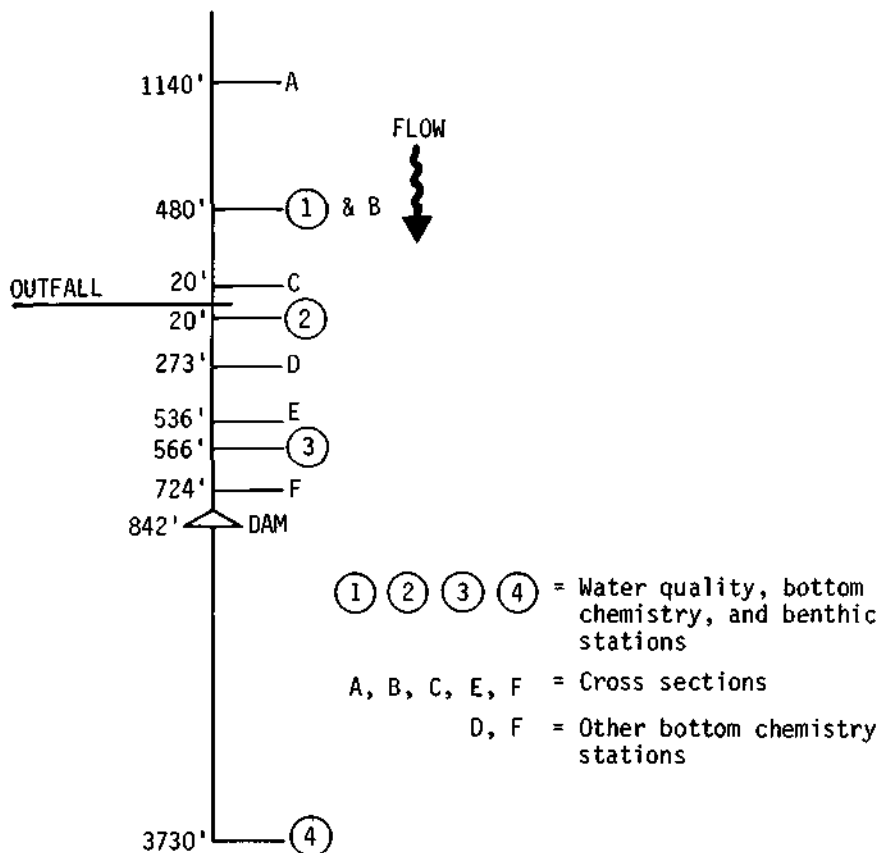 1140' A
FLOW
480' 1 & B
20' C
OUTFALL
20' 2
273' D
536' E
566' 3
724' F
842' DAM
1 2 3 4 = Water quality, bottom
chemistry, and benthic
stations
A, B, C, E, F = Cross sections
D, F = Other bottom chemistry
stations
3730' 4